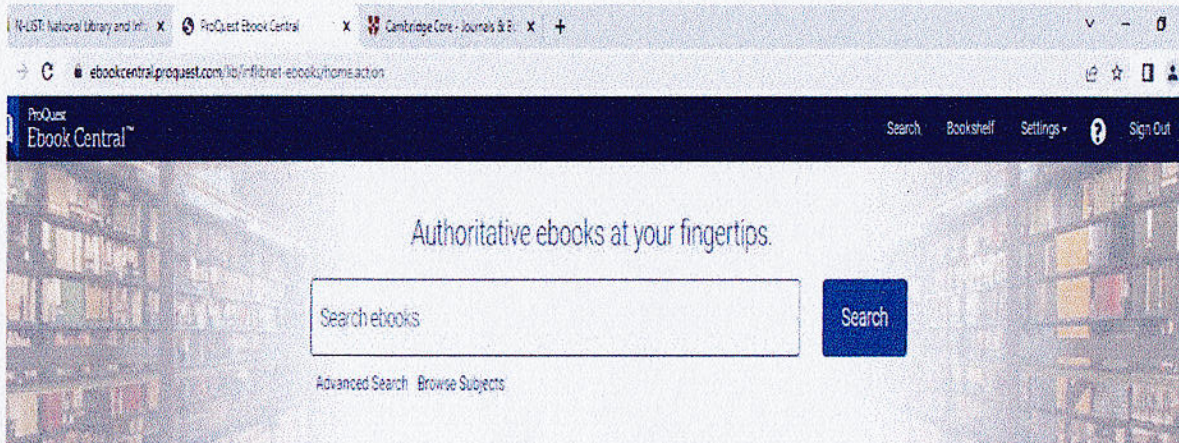 N-LIST: National Library and Inf. X ProQuest Ebook Central X Cambridge Core - Journals & B. X +
ebookcentral.proquest.com/lib/inflibnet-ebooks/home.action
ProQuest
Ebook Central™
Search Bookshelf Settings ? Sign Out
Authoritative ebooks at your fingertips.
Search ebooks
Search
Advanced Search Browse Subjects